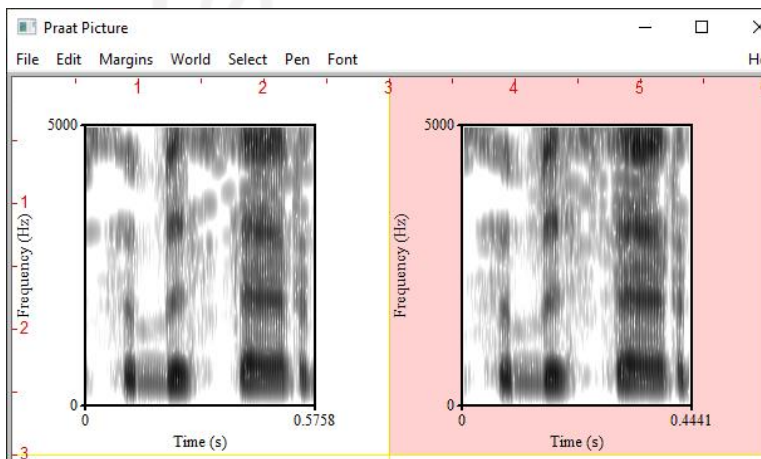 Praat Picture
File Edit Margins World Select Pen Font He
1 2 3 4 5
1
2
3
5000
Frequency (Hz)
0
0 0.5758
Time (s)
5000
Frequency (Hz)
0
0 0.4441
Time (s)